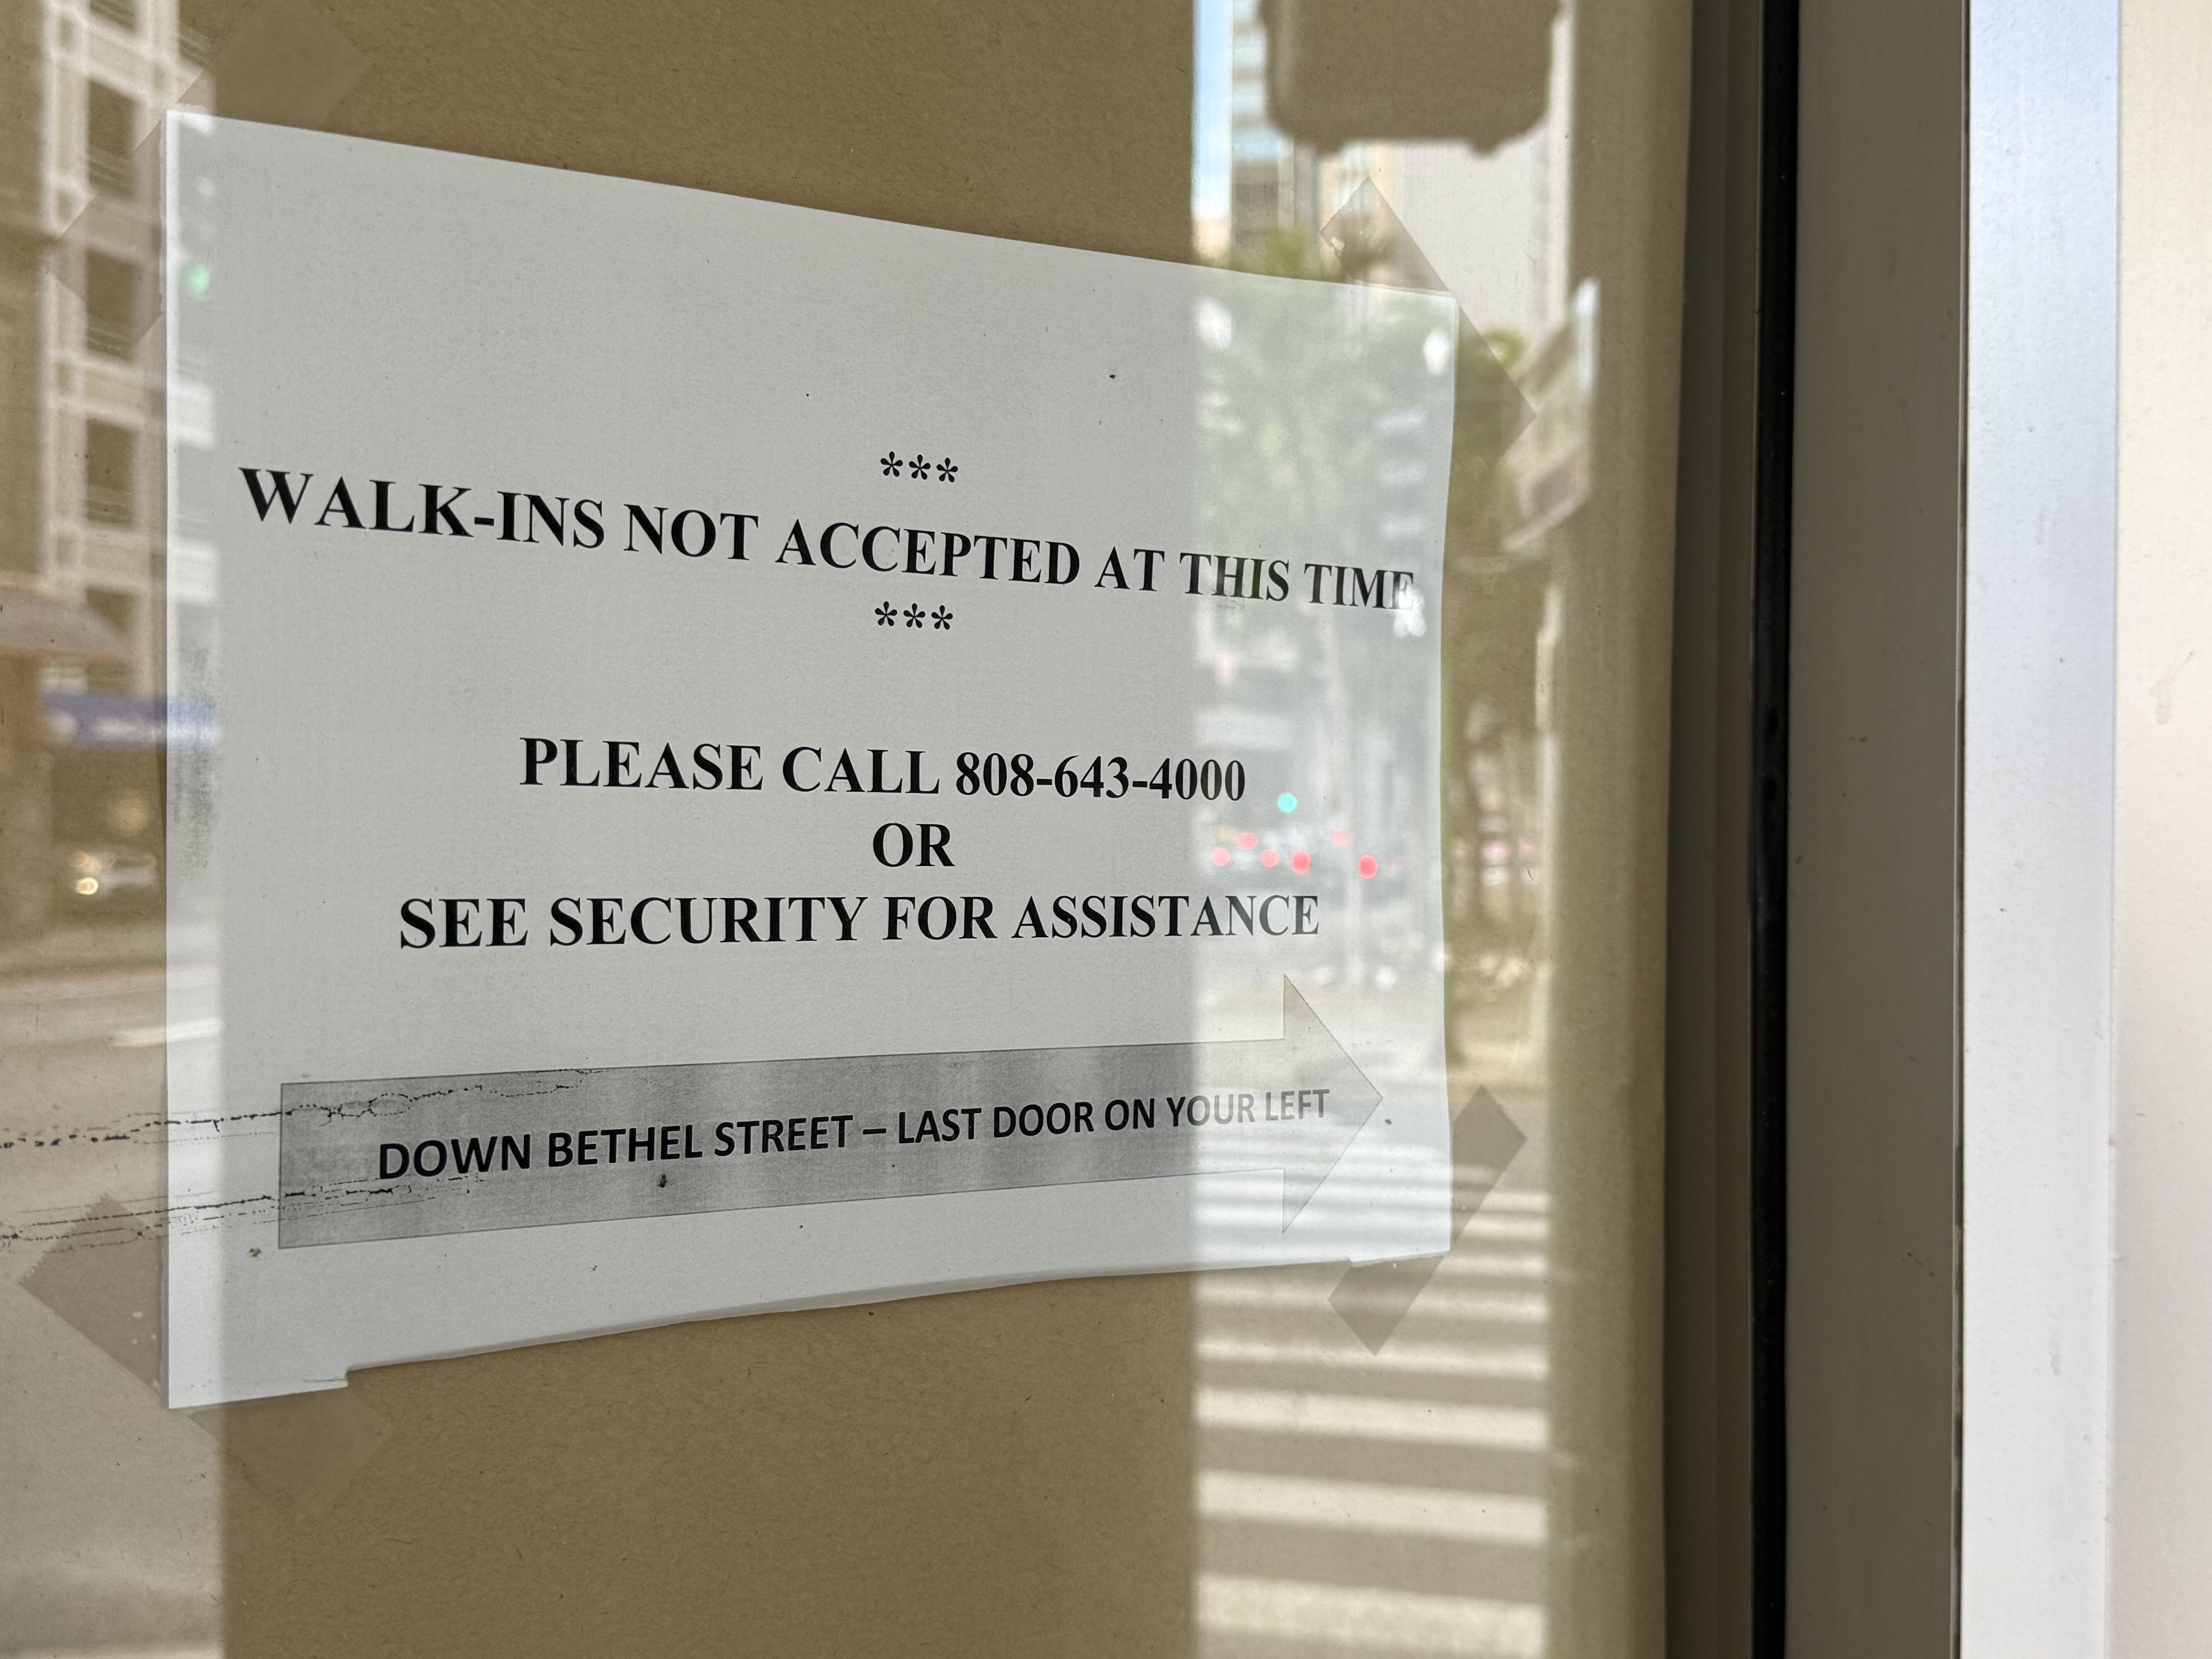 ***
WALK-INS NOT ACCEPTED AT THIS TIME
***
PLEASE CALL 808-643-4000
OR
SEE SECURITY FOR ASSISTANCE
DOWN BETHEL STREET – LAST DOOR ON YOUR LEFT